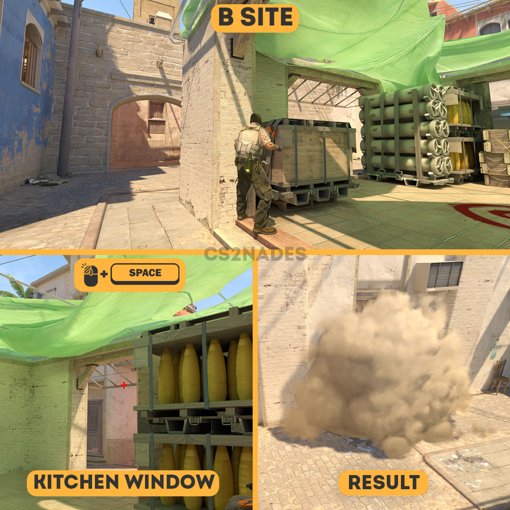 B SITE
CS2NADES
+ SPACE
KITCHEN WINDOW
RESULT